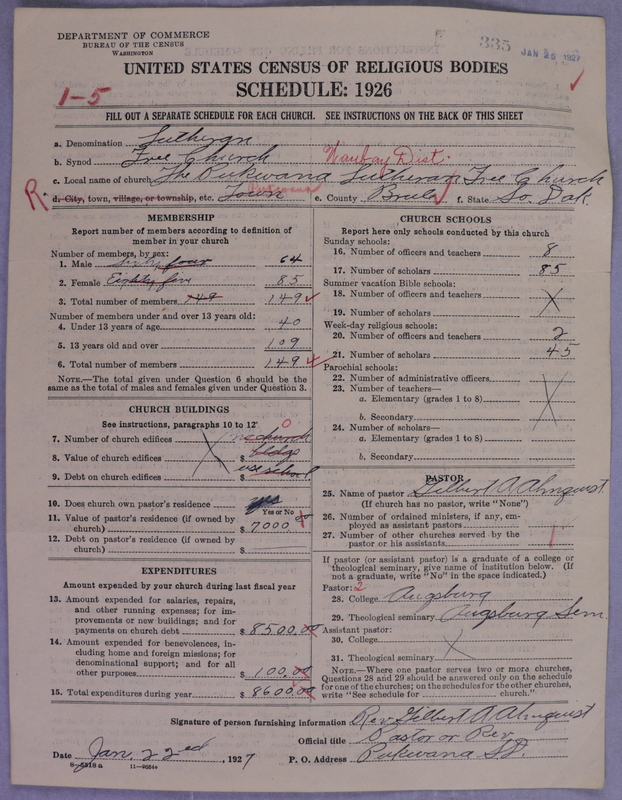 DEPARTMENT OF COMMERCE
BUREAU OF THE CENSUS
WASHINGTON
335
JAN 26 1927
UNITED STATES CENSUS OF RELIGIOUS BODIES
SCHEDULE: 1926
1-5
FILL OUT A SEPARATE SCHEDULE FOR EACH CHURCH. SEE INSTRUCTIONS ON THE BACK OF THIS SHEET
a. Denomination Lutheran
b. Synod Free Church Waubay Dist.
c. Local name of church The Pukwana Lutheran Free Church
R. d. City, town, village, or township, etc. Town Pukwana e. County Brule f. State So. Dak.
MEMBERSHIP
Report number of members according to definition of member in your church
Number of members, by sex:
1. Male Sixty four 64
2. Female Eighty five 85
3. Total number of members 149 149
Number of members under and over 13 years old:
4. Under 13 years of age 40
5. 13 years old and over 109
6. Total number of members 149
NOTE.—The total given under Question 6 should be the same as the total of males and females given under Question 3.
CHURCH BUILDINGS
See instructions, paragraphs 10 to 12
7. Number of church edifices 0 no church
8. Value of church edifices $ bldgs
9. Debt on church edifices $ use school
10. Does church own pastor's residence yes
Yes or No
11. Value of pastor's residence (if owned by church) $ 7000 00
12. Debt on pastor's residence (if owned by church) $
EXPENDITURES
Amount expended by your church during last fiscal year
13. Amount expended for salaries, repairs, and other running expenses; for improvements or new buildings; and for payments on church debt $ 8500.00
14. Amount expended for benevolences, including home and foreign missions; for denominational support; and for all other purposes $ 100.00
15. Total expenditures during year $ 8600.00
CHURCH SCHOOLS
Report here only schools conducted by this church
Sunday schools:
16. Number of officers and teachers 8
17. Number of scholars 85
Summer vacation Bible schools:
18. Number of officers and teachers
19. Number of scholars
Week-day religious schools:
20. Number of officers and teachers 2
21. Number of scholars 45
Parochial schools:
22. Number of administrative officers
23. Number of teachers—
a. Elementary (grades 1 to 8)
b. Secondary
24. Number of scholars—
a. Elementary (grades 1 to 8)
b. Secondary
PASTOR
25. Name of pastor Gilbert A Almquist
(If church has no pastor, write "None")
26. Number of ordained ministers, if any, employed as assistant pastors
27. Number of other churches served by the pastor or his assistants 1
If pastor (or assistant pastor) is a graduate of a college or theological seminary, give name of institution below. (If not a graduate, write "No" in the space indicated.)
Pastor: 2
28. College Augsburg
29. Theological seminary Augsburg Sem.
Assistant pastor:
30. College
31. Theological seminary
NOTE.—Where one pastor serves two or more churches, Questions 28 and 29 should be answered only on the schedule for one of the churches; on the schedules for the other churches, write "See schedule for church."
Signature of person furnishing information Rev. Gilbert A Almquist
Official title Pastor or Rev.
Date Jan. 22ed, 1927 P. O. Address Pukwana S.D.
8-5518 a 11-9664